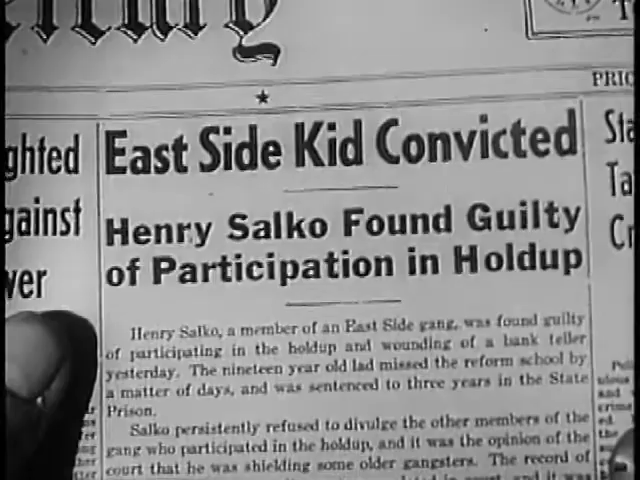 PRIC
East Side Kid Convicted
Henry Salko Found Guilty
of Participation in Holdup
Henry Salko, a member of an East Side gang, was found guilty
of participating in the holdup and wounding of a bank teller
yesterday. The nineteen year old lad missed the reform school by
a matter of days, and was sentenced to three years in the State
Prison.
Salko persistently refused to divulge the other members of the
gang who participated in the holdup, and it was the opinion of the
court that he was shielding some older gangsters. The record of
ghted
gainst
ver
Sta
Ta
Cr